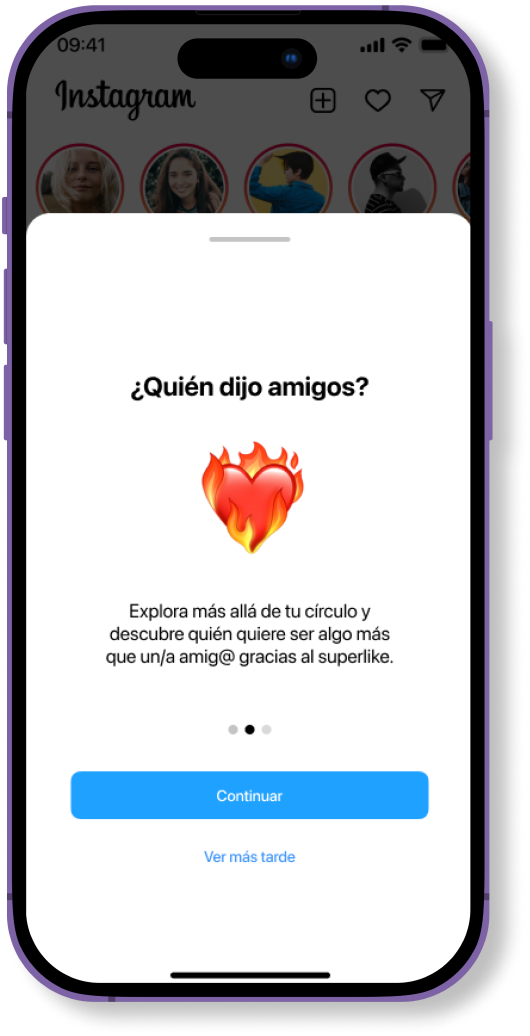 09:41
Instagram
¿Quién dijo amigos?
Explora más allá de tu círculo y
descubre quién quiere ser algo más
que un/a amig@ gracias al superlike.
Continuar
Ver más tarde